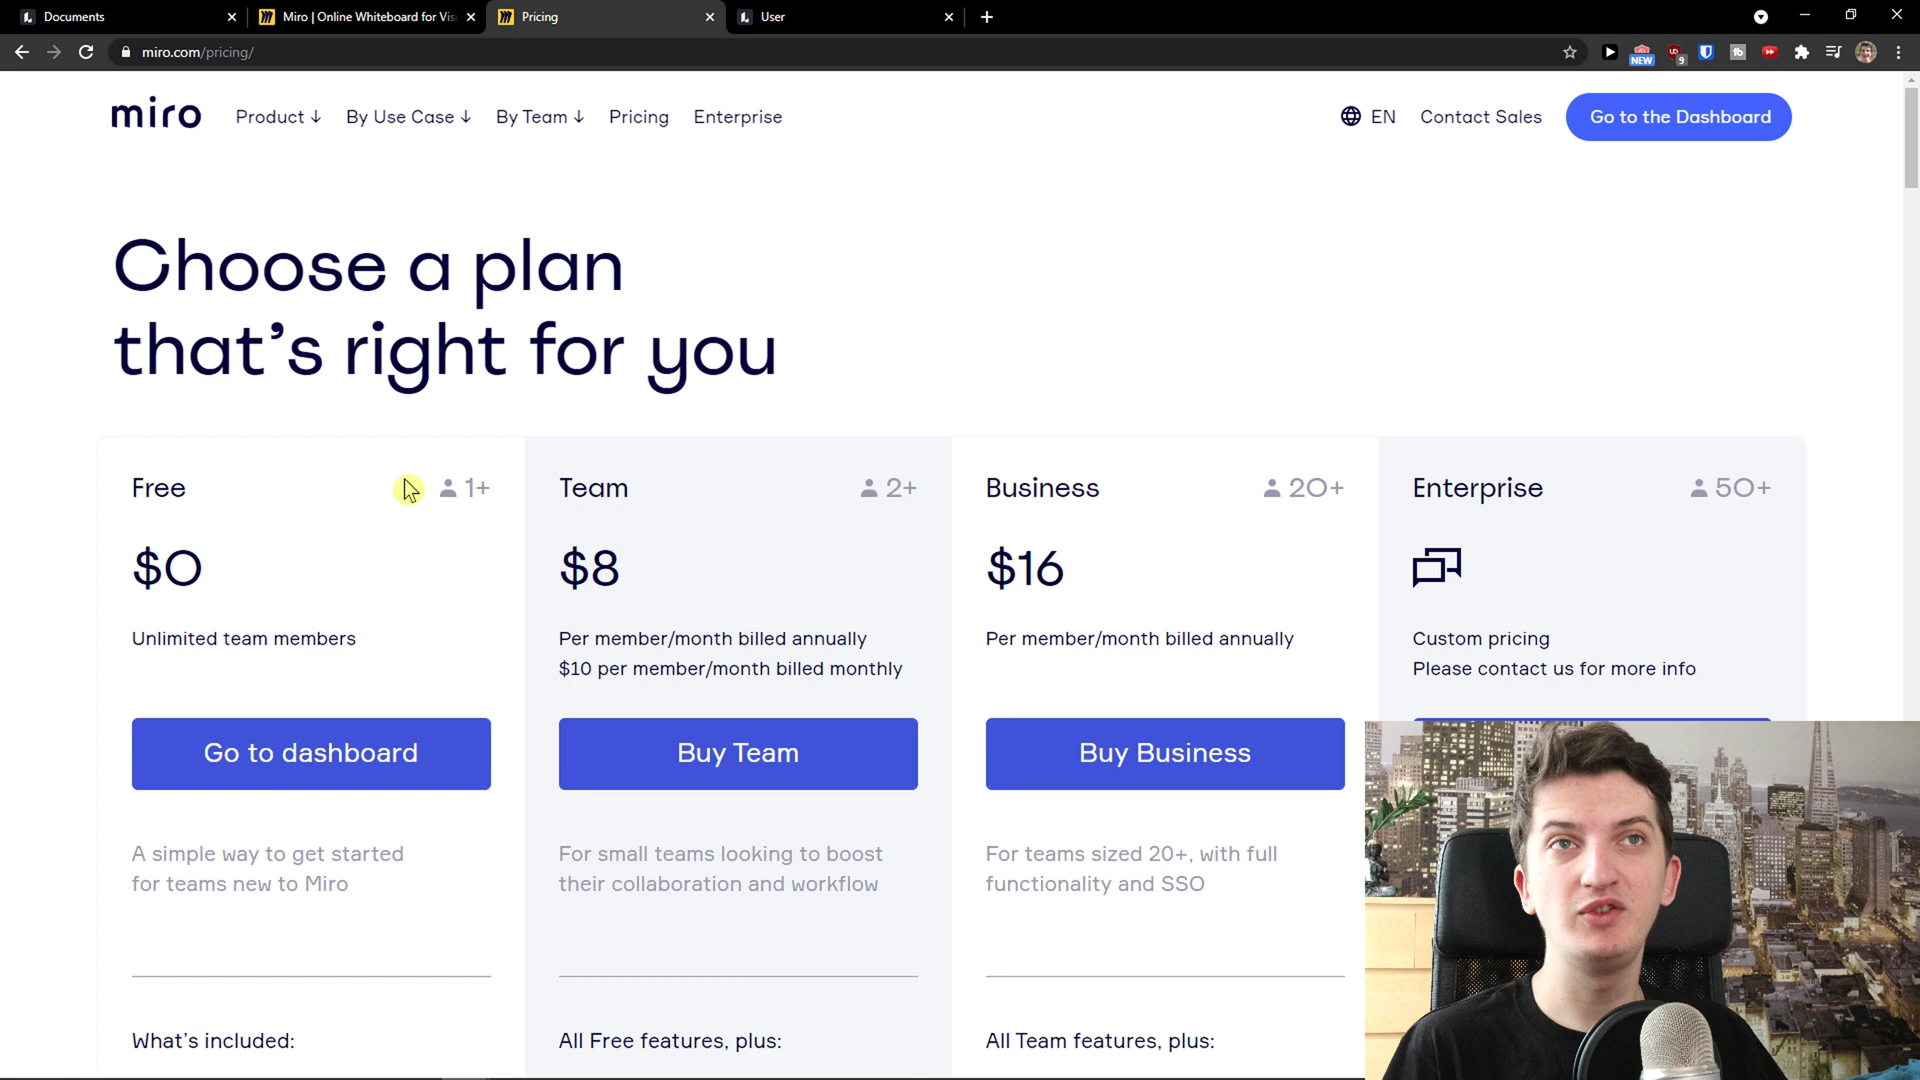 Documents
Miro | Online Whiteboard for Vis
Pricing
User
miro.com/pricing/
NEW
9
miro
Product ↓
By Use Case ↓
By Team ↓
Pricing
Enterprise
EN
Contact Sales
Go to the Dashboard
Choose a plan
that's right for you
Free
1+
$0
Unlimited team members
Go to dashboard
A simple way to get started
for teams new to Miro
What's included:
Team
2+
$8
Per member/month billed annually
$10 per member/month billed monthly
Buy Team
For small teams looking to boost
their collaboration and workflow
All Free features, plus:
Business
20+
$16
Per member/month billed annually
Buy Business
For teams sized 20+, with full
functionality and SSO
All Team features, plus:
Enterprise
50+
Custom pricing
Please contact us for more info